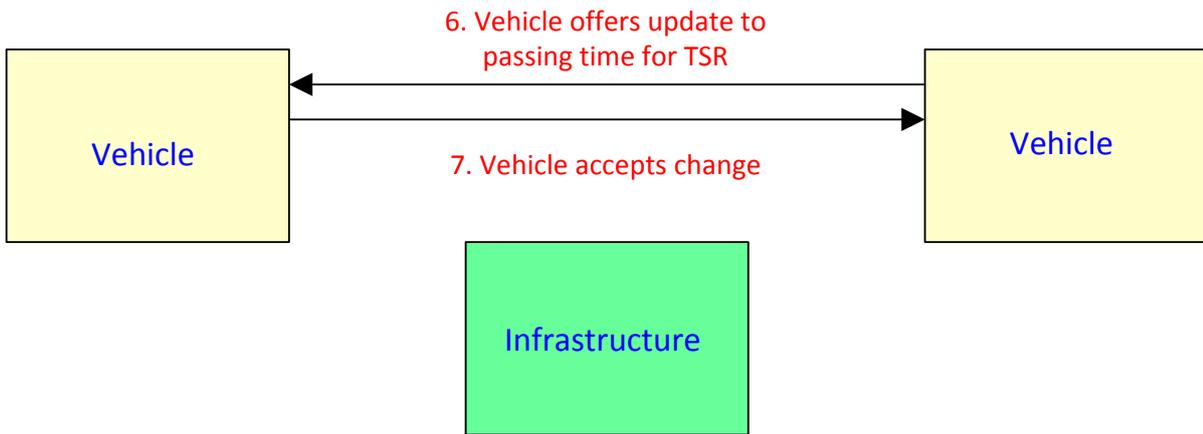 6. Vehicle offers update to
passing time for TSR
Vehicle
Vehicle
7. Vehicle accepts change
Infrastructure